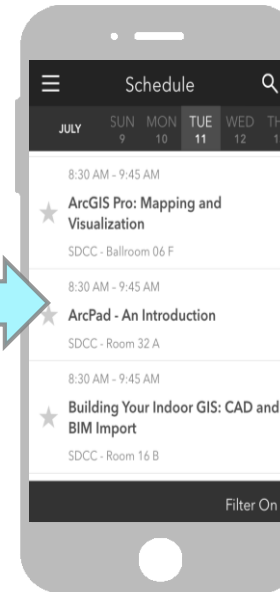 Schedule
JULY SUN MON TUE WED TH
9 10 11 12 1
8:30 AM - 9:45 AM
ArcGIS Pro: Mapping and
Visualization
SDCC - Ballroom 06 F
8:30 AM - 9:45 AM
ArcPad - An Introduction
SDCC - Room 32 A
8:30 AM - 9:45 AM
Building Your Indoor GIS: CAD and
BIM Import
SDCC - Room 16 B
Filter On